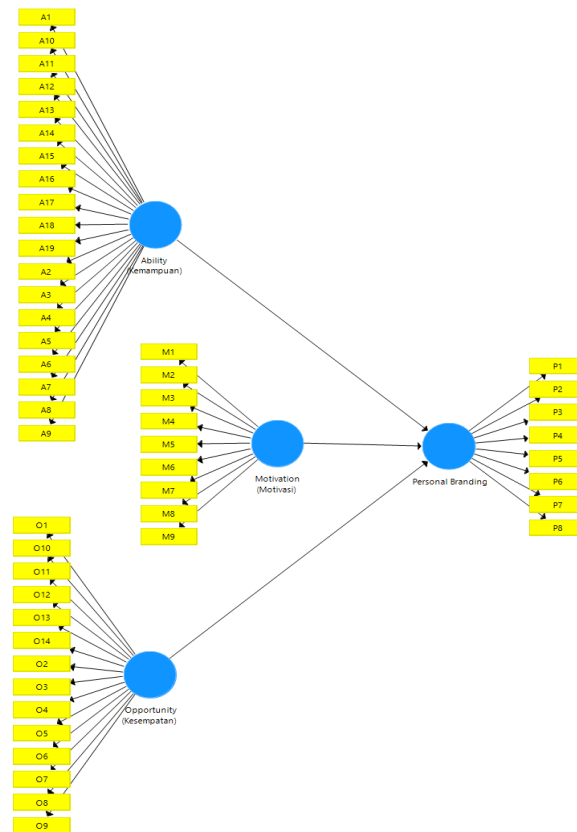 A1
A10
A11
A12
A13
A14
A15
A16
A17
A18
A19
A2
A3
A4
A5
A6
A7
A8
A9
Ability
(Kemampuan)
M1
M2
M3
M4
M5
M6
M7
M8
M9
Motivation
(Motivasi)
P1
P2
P3
P4
P5
P6
P7
P8
Personal Branding
O1
O10
O11
O12
O13
O14
O2
O3
O4
O5
O6
O7
O8
O9
Opportunity
(Kesempatan)